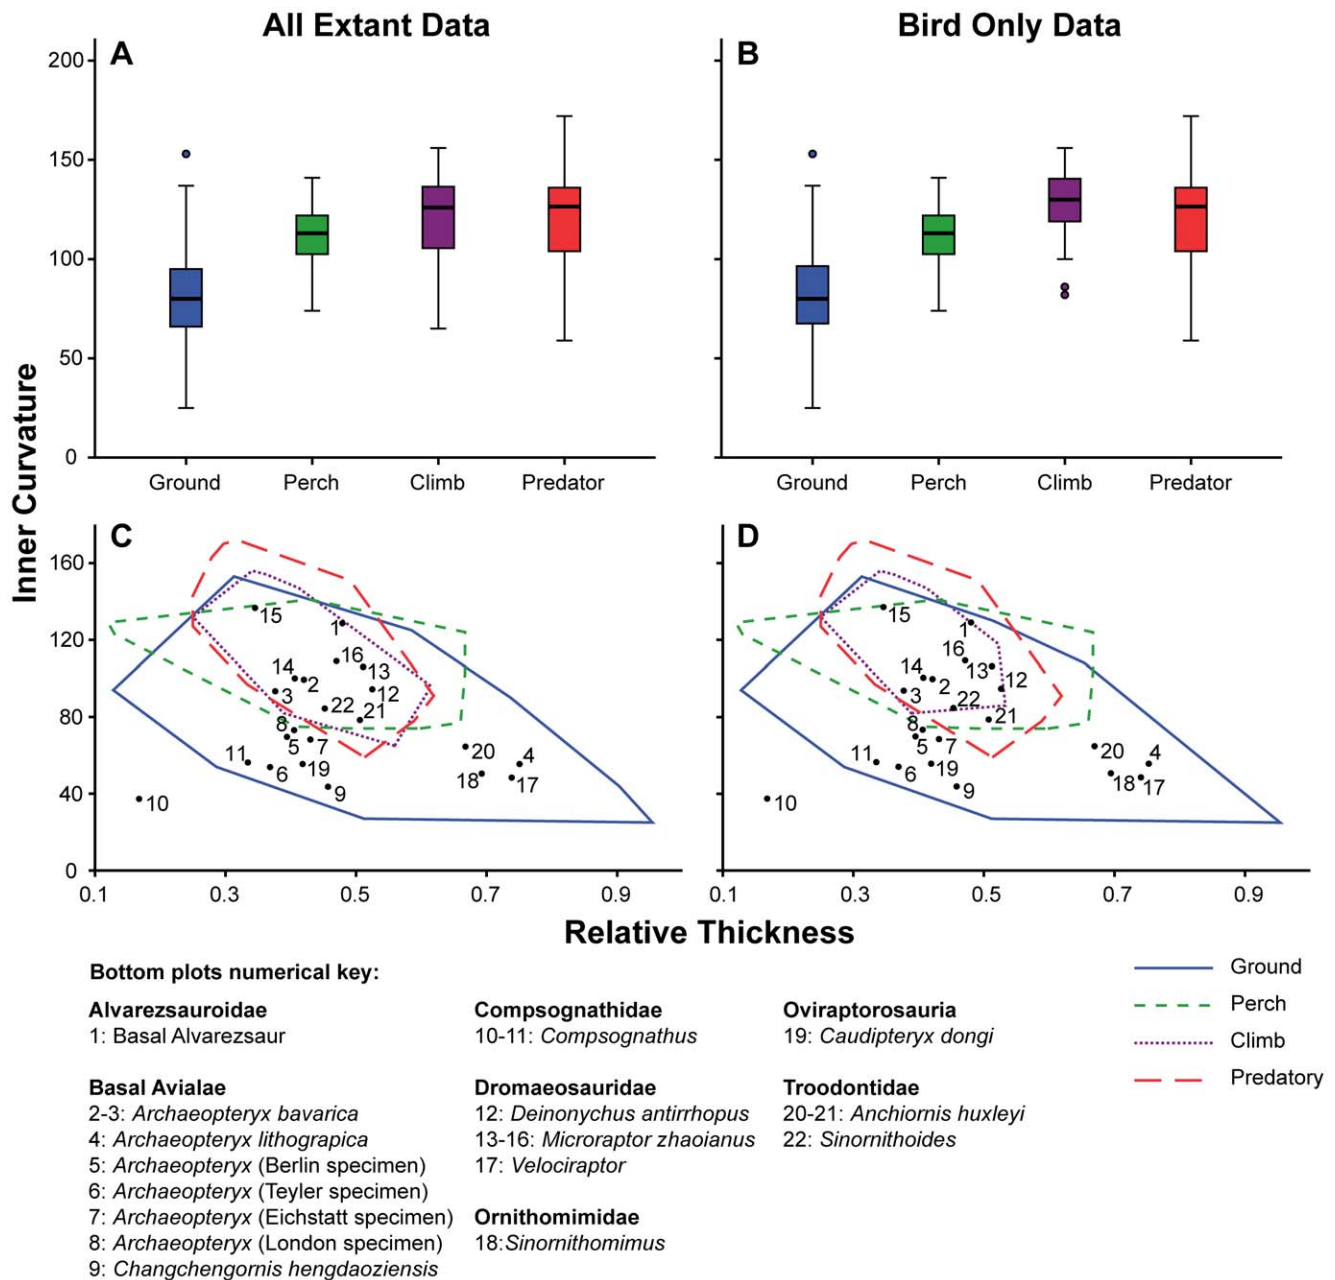 All Extant Data
Bird Only Data
A
B
200
150
100
50
0
Ground Perch Climb Predator
Ground Perch Climb Predator
Inner Curvature
C
D
160
120
80
40
0
15
1
16
13
14
2
3
12
22
21
8
5
7
11
6
19
9
10
20
4
18
17
15
1
16
13
14
2
3
12
22
21
8
5
7
11
6
19
9
10
20
4
18
17
0.1 0.3 0.5 0.7 0.9
0.1 0.3 0.5 0.7 0.9
Relative Thickness
Bottom plots numerical key:
Alvarezsauroidae
1: Basal Alvarezsaur
Basal Avialae
2-3: Archaeopteryx bavarica
4: Archaeopteryx lithograpica
5: Archaeopteryx (Berlin specimen)
6: Archaeopteryx (Teyler specimen)
7: Archaeopteryx (Eichstatt specimen)
8: Archaeopteryx (London specimen)
9: Changchengornis hengdaoziensis
Compsognathidae
10-11: Compsognathus
Dromaeosauridae
12: Deinonychus antirrhopus
13-16: Microraptor zhaoianus
17: Velociraptor
Ornithomimidae
18:Sinornithomimus
Oviraptorosauria
19: Caudipteryx dongi
Troodontidae
20-21: Anchiornis huxleyi
22: Sinornithoides
Ground
Perch
Climb
Predatory